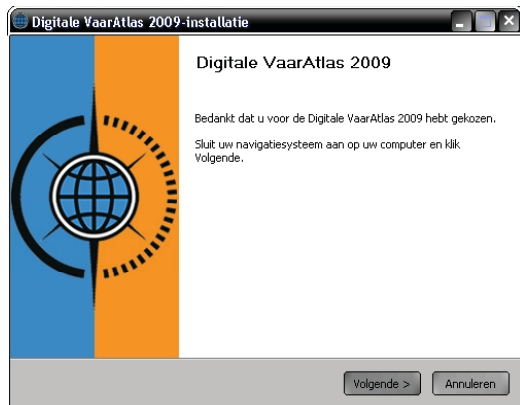 Digitale VaarAtlas 2009-installatie
Digitale VaarAtlas 2009
Bedankt dat u voor de Digitale VaarAtlas 2009 hebt gekozen.
Sluit uw navigatiesysteem aan op uw computer en klik
Volgende.
Volgende >
Annuleren